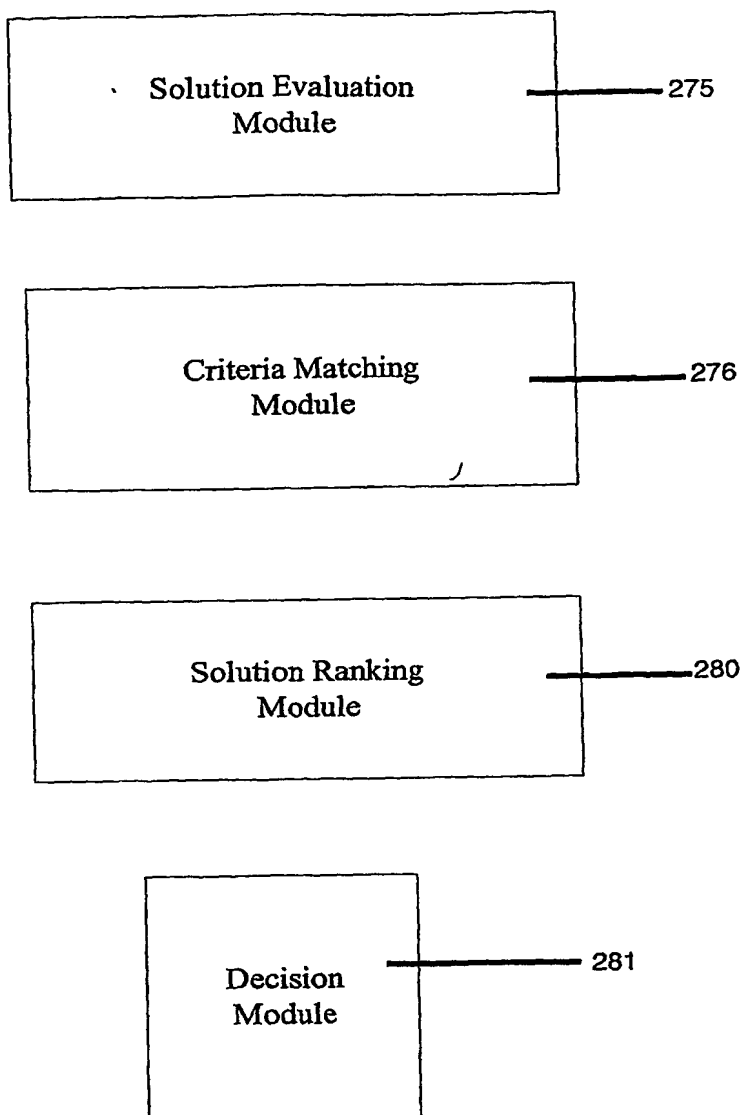 Solution Evaluation
Module
275
Criteria Matching
Module
276
Solution Ranking
Module
280
Decision
Module
281